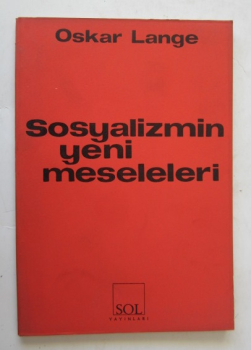 Oskar Lange
Sosyalizmin
yeni
meseleleri
SOL
YAYINLARI